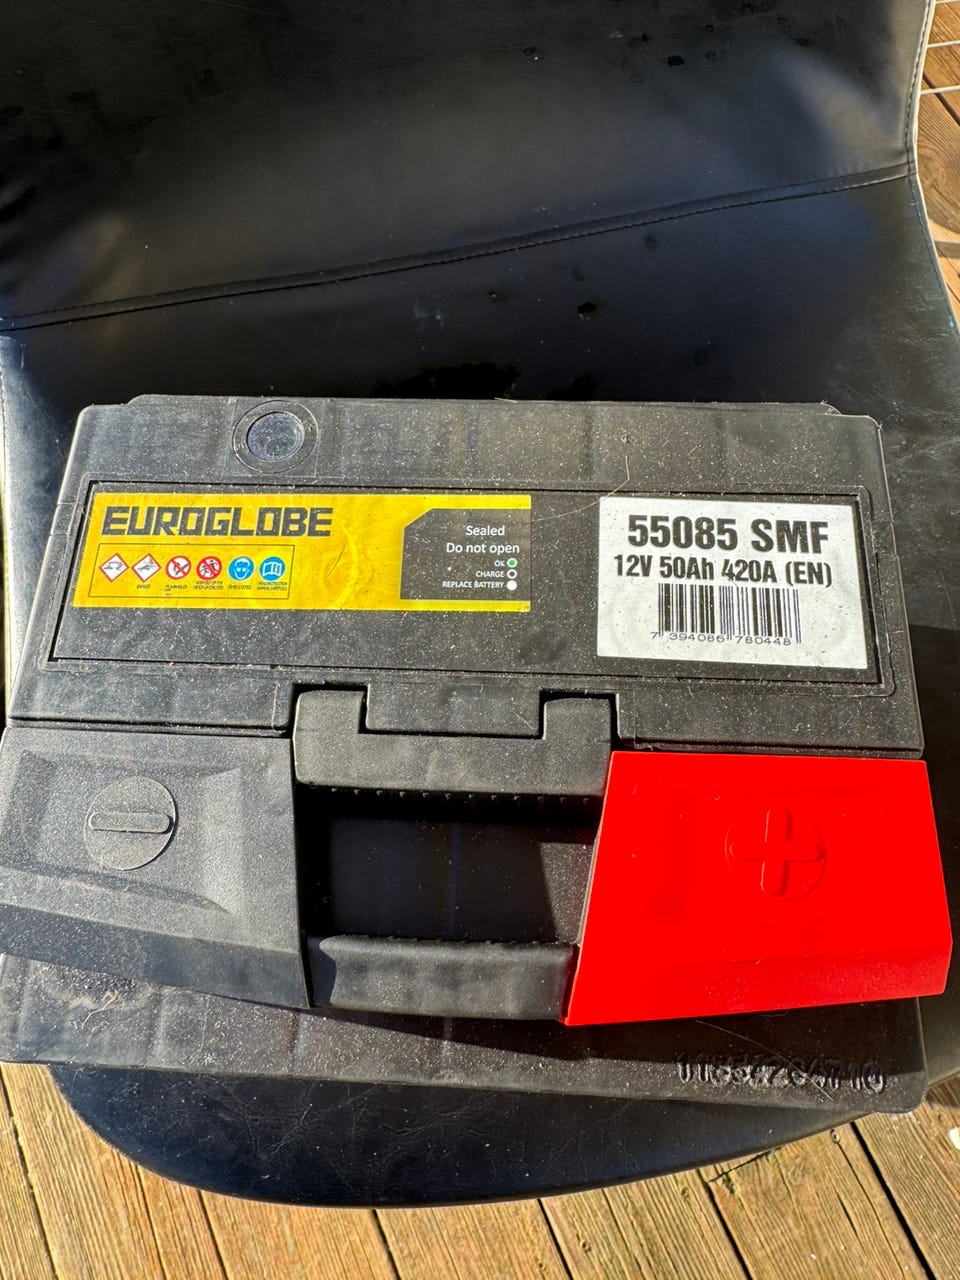 EUROGLOBE
Sealed
Do not open
OK
CHARGE
REPLACE BATTERY
55085 SMF
12V 50Ah 420A (EN)
7 394086 780448